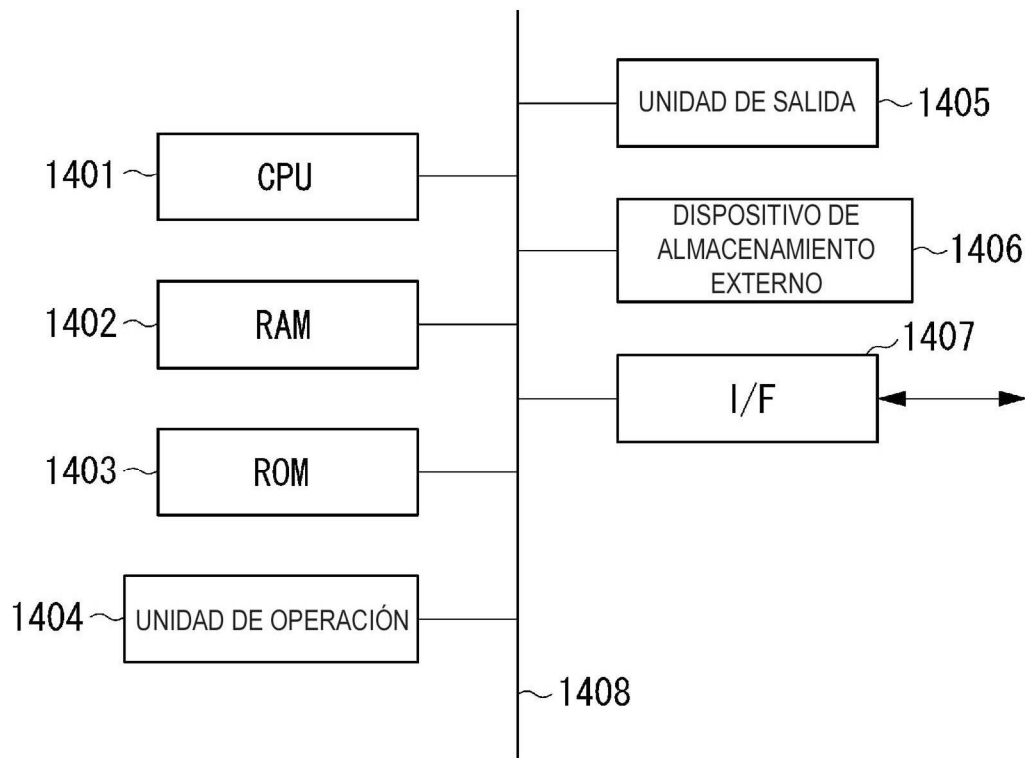 1401
CPU
1402
RAM
1403
ROM
1404
UNIDAD DE OPERACIÓN
UNIDAD DE SALIDA
1405
DISPOSITIVO DE
ALMACENAMIENTO
EXTERNO
1406
1407
I/F
1408